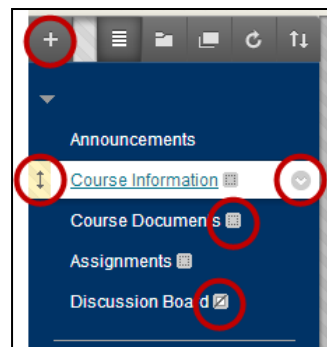 Announcements
Course Information
Course Documents
Assignments
Discussion Board